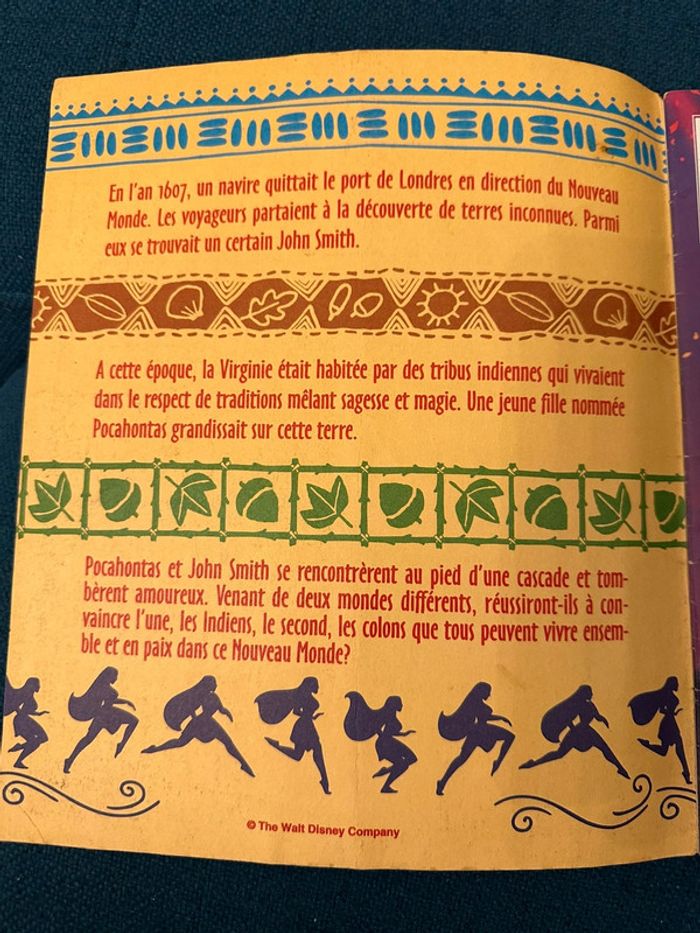 En l'an 1607, un navire quittait le port de Londres en direction du Nouveau
Monde. Les voyageurs partaient à la découverte de terres inconnues. Parmi
eux se trouvait un certain John Smith.
A cette époque, la Virginie était habitée par des tribus indiennes qui vivaient
dans le respect de traditions mêlant sagesse et magie. Une jeune fille nommée
Pocahontas grandissait sur cette terre.
Pocahontas et John Smith se rencontrèrent au pied d'une cascade et tom-
bèrent amoureux. Venant de deux mondes différents, réussiront-ils à con-
vaincre l'une, les Indiens, le second, les colons que tous peuvent vivre ensem-
ble et en paix dans ce Nouveau Monde?
© The Walt Disney Company